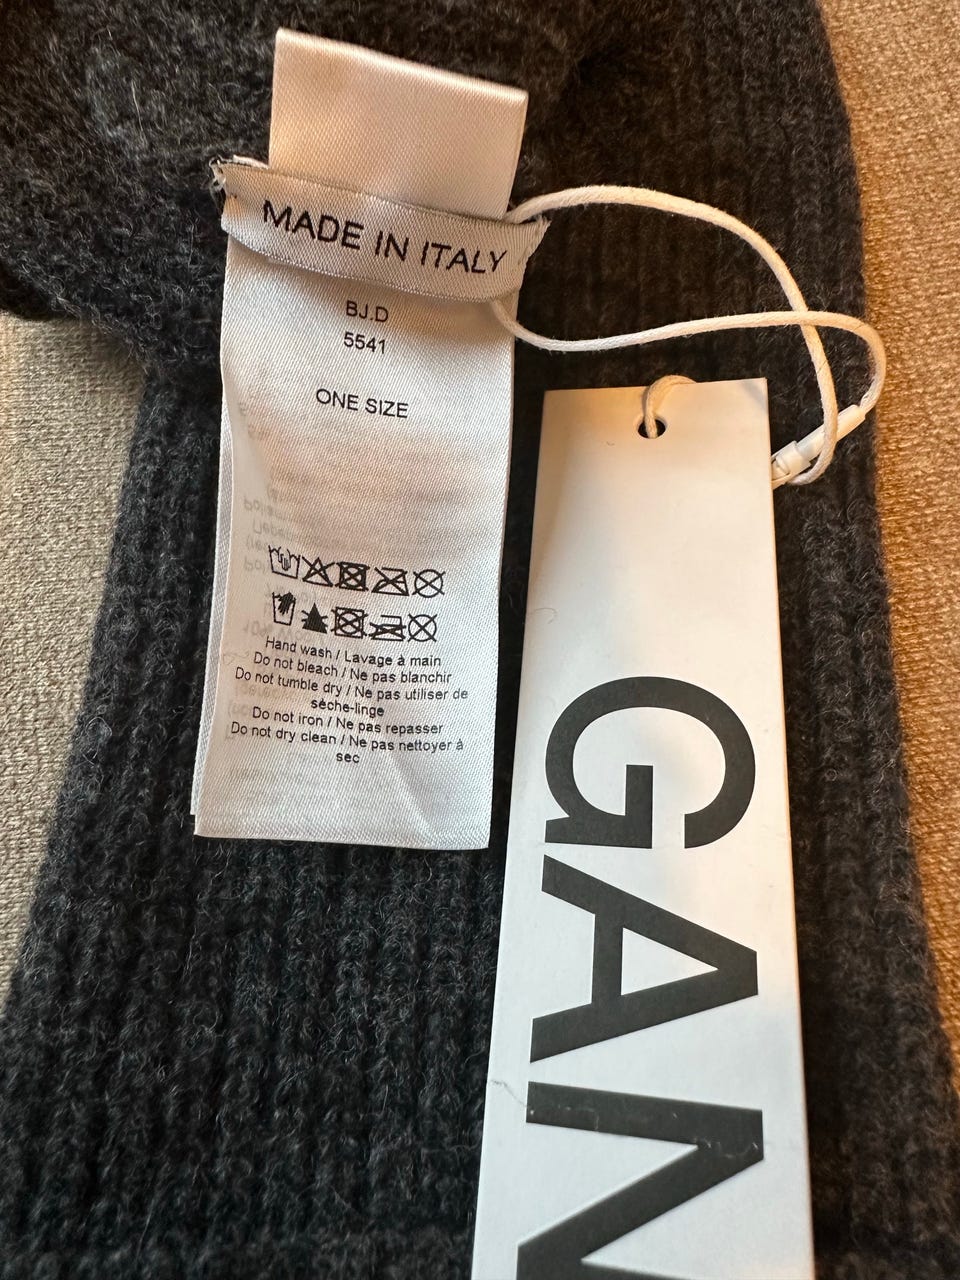 MADE IN ITALY
BJ.D
5541
ONE SIZE
Hand wash / Lavage à main
Do not bleach / Ne pas blanchir
Do not tumble dry / Ne pas utiliser de
sèche-linge
Do not iron / Ne pas repasser
Do not dry clean / Ne pas nettoyer à
sec
GAN